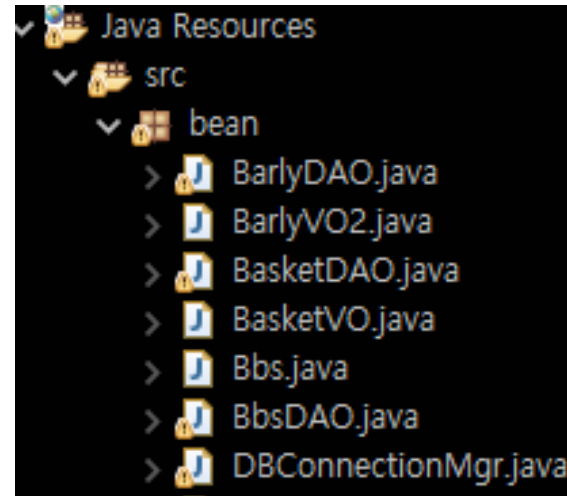 Java Resources
src
bean
BarlyDAO.java
BarlyVO2.java
BasketDAO.java
BasketVO.java
Bbs.java
BbsDAO.java
DBConnectionMgr.java